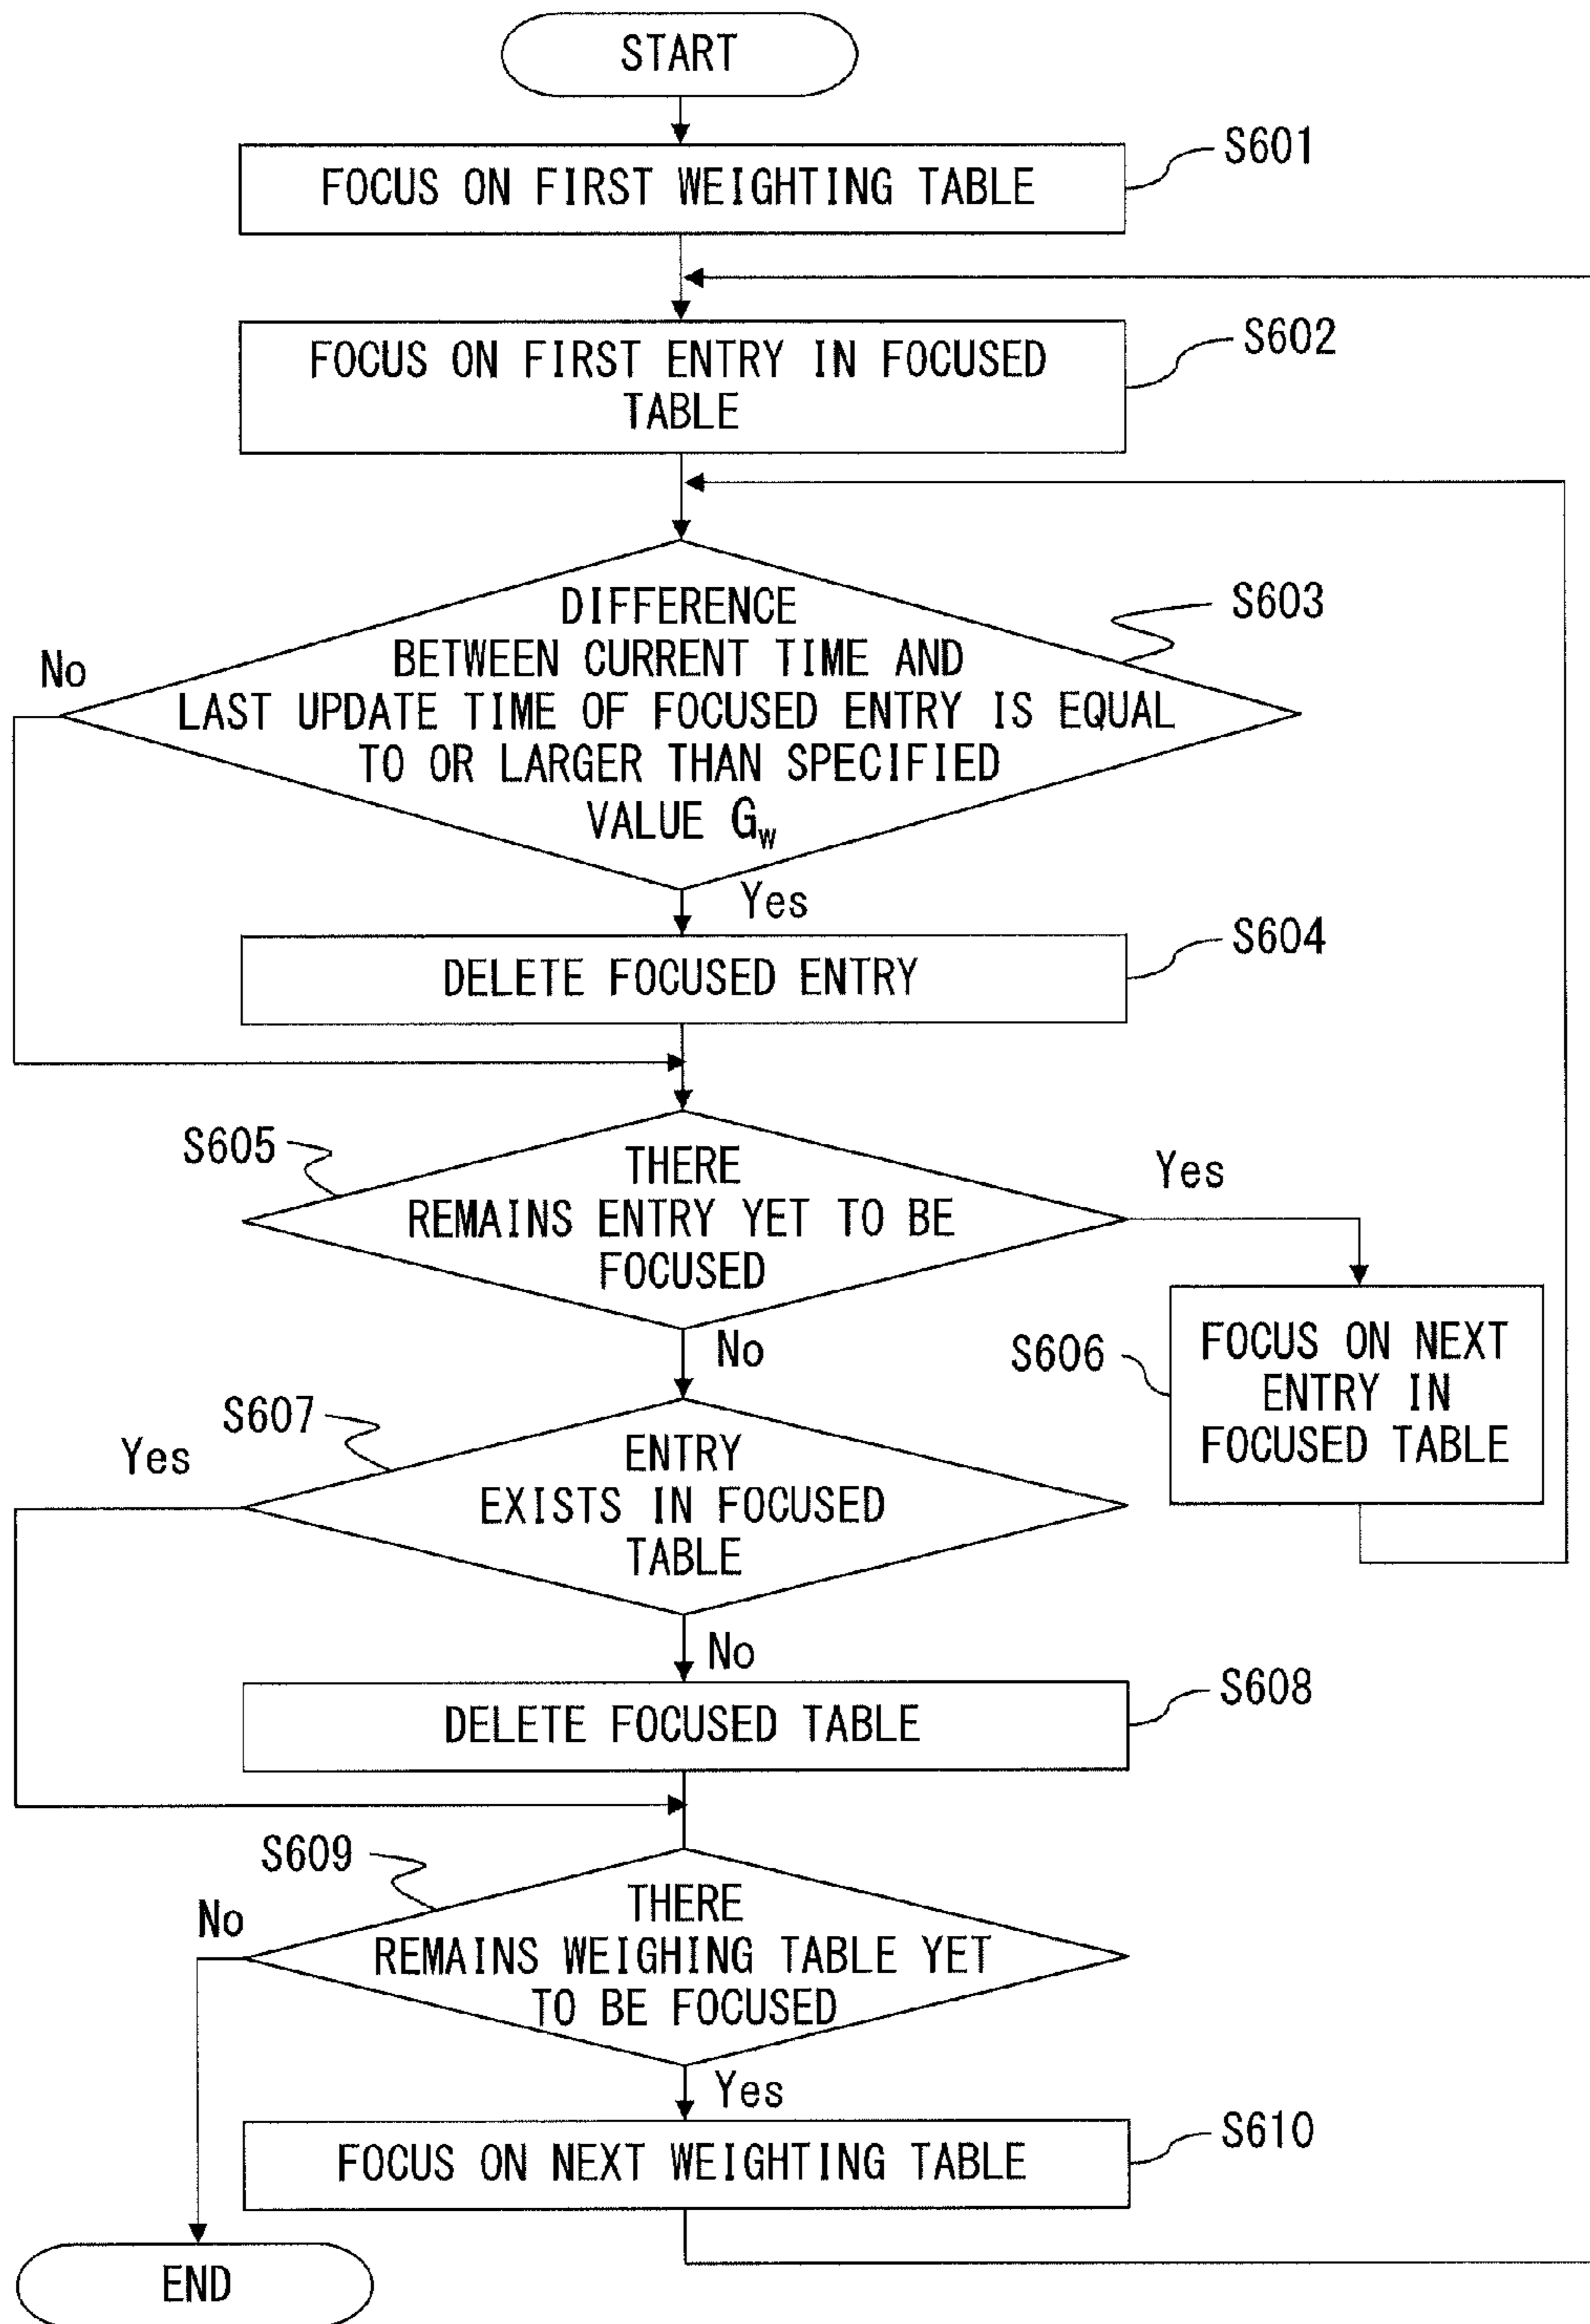 START
FOCUS ON FIRST WEIGHTING TABLE
S601
FOCUS ON FIRST ENTRY IN FOCUSED
TABLE
S602
DIFFERENCE
BETWEEN CURRENT TIME AND
LAST UPDATE TIME OF FOCUSED ENTRY IS EQUAL
TO OR LARGER THAN SPECIFIED
VALUE Gw
S603
No
Yes
DELETE FOCUSED ENTRY
S604
S605
THERE
REMAINS ENTRY YET TO BE
FOCUSED
Yes
No
S606
FOCUS ON NEXT
ENTRY IN
FOCUSED TABLE
S607
Yes
ENTRY
EXISTS IN FOCUSED
TABLE
No
DELETE FOCUSED TABLE
S608
S609
No
THERE
REMAINS WEIGHING TABLE YET
TO BE FOCUSED
Yes
FOCUS ON NEXT WEIGHTING TABLE
S610
END